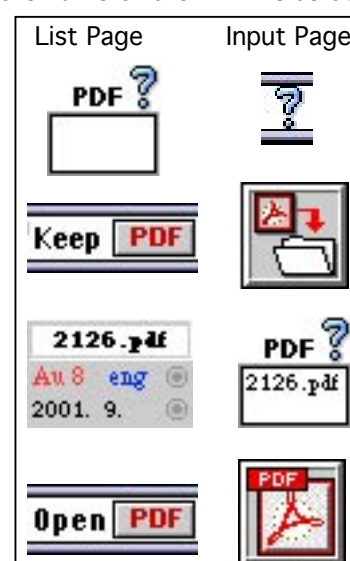 List Page Input Page
PDF ?
?
Keep PDF
2126.pdf
Au 8 eng
2001. 9.
PDF ?
2126.pdf
Open PDF
PDF